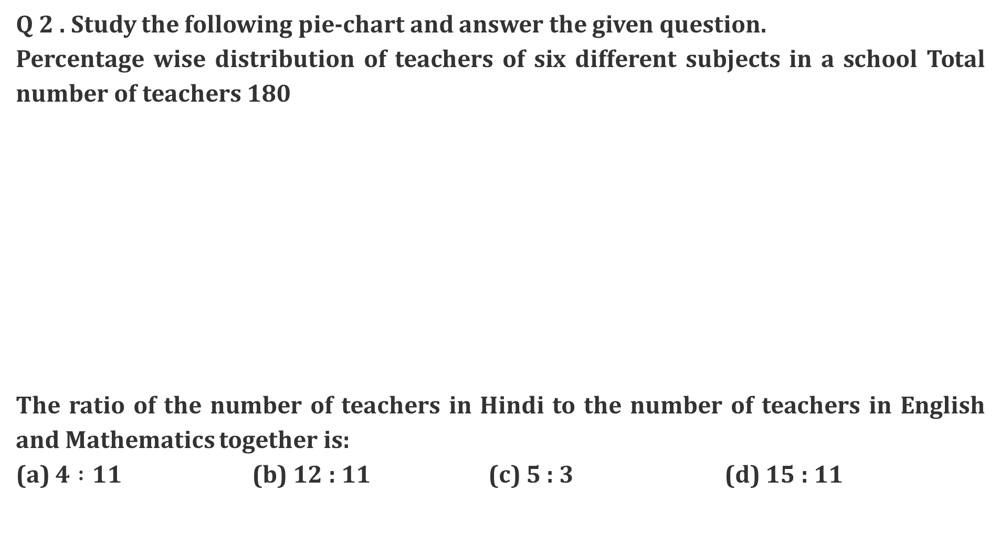 Q 2 . Study the following pie-chart and answer the given question.
Percentage wise distribution of teachers of six different subjects in a school Total
number of teachers 180
The ratio of the number of teachers in Hindi to the number of teachers in English
and Mathematics together is:
(a) 4 : 11 (b) 12 : 11 (c) 5 : 3 (d) 15 : 11